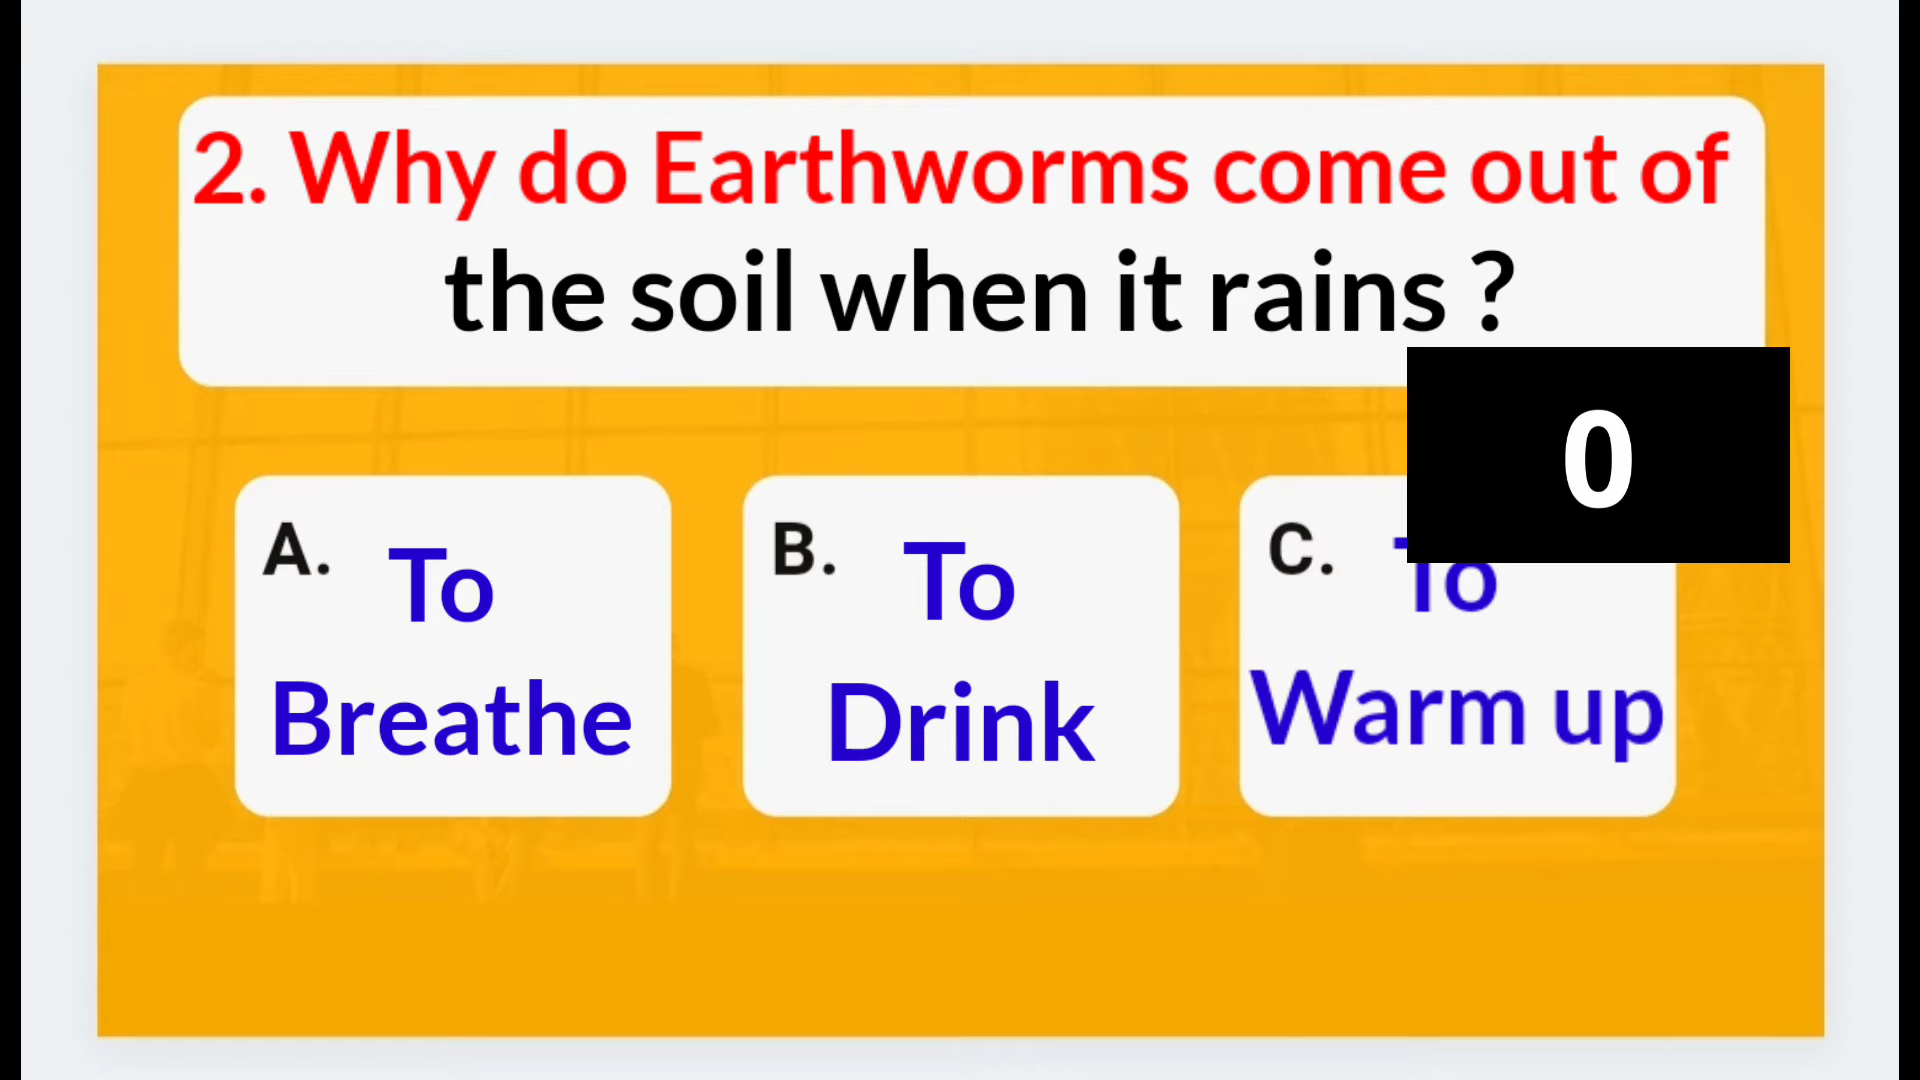 2. Why do Earthworms come out of
the soil when it rains ?
0
A. To
Breathe
B. To
Drink
C. To
Warm up